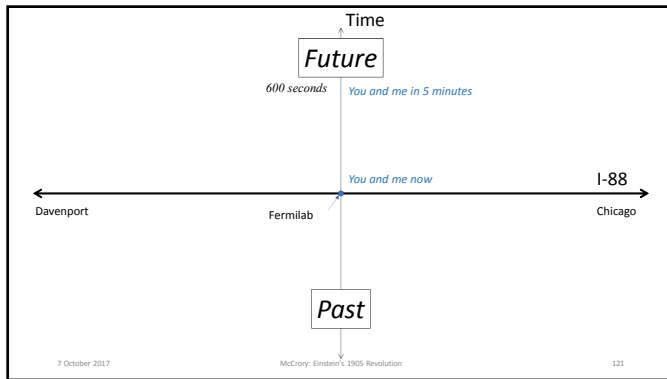 Time
Future
600 seconds
You and me in 5 minutes
You and me now
I-88
Davenport
Fermilab
Chicago
Past
7 October 2017
McCrory: Einstein's 1905 Revolution
121